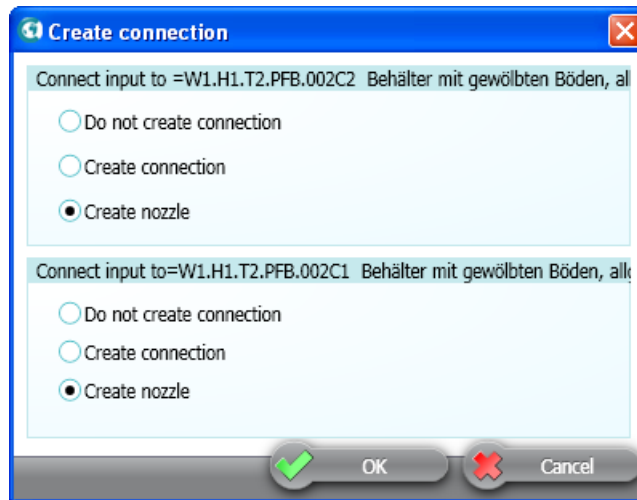 Create connection
Connect input to =W1.H1.T2.PFB.002C2 Behälter mit gewölbten Böden, all
Do not create connection
Create connection
Create nozzle
Connect input to=W1.H1.T2.PFB.002C1 Behälter mit gewölbten Böden, allg
Do not create connection
Create connection
Create nozzle
OK
Cancel